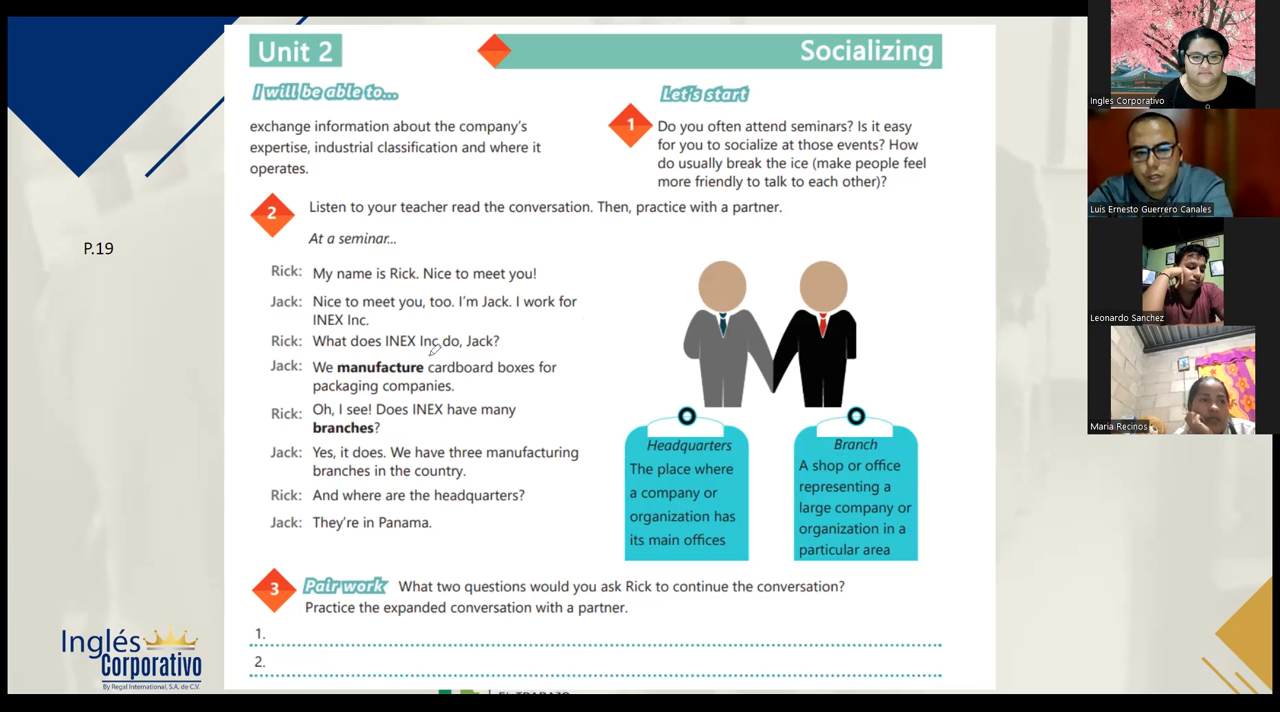 Unit 2
Socializing
I will be able to...
exchange information about the company's
expertise, industrial classification and where it
operates.
Let's start
1
Do you often attend seminars? Is it easy
for you to socialize at those events? How
do usually break the ice (make people feel
more friendly to talk to each other)?
2
Listen to your teacher read the conversation. Then, practice with a partner.
At a seminar...
P.19
Rick: My name is Rick. Nice to meet you!
Jack: Nice to meet you, too. I'm Jack. I work for
INEX Inc.
Rick: What does INEX Inc do, Jack?
Jack: We manufacture cardboard boxes for
packaging companies.
Rick: Oh, I see! Does INEX have many
branches?
Jack: Yes, it does. We have three manufacturing
branches in the country.
Rick: And where are the headquarters?
Jack: They're in Panama.
Headquarters
The place where
a company or
organization has
its main offices
Branch
A shop or office
representing a
large company or
organization in a
particular area
3
Pair work What two questions would you ask Rick to continue the conversation?
Practice the expanded conversation with a partner.
1.
2.
EL TRABAJO
Inglés
Corporativo
By Regal International, S.A. de C.V.
Ingles Corporativo
Luis Ernesto Guerrero Canales
Leonardo Sanchez
Maria Recinos